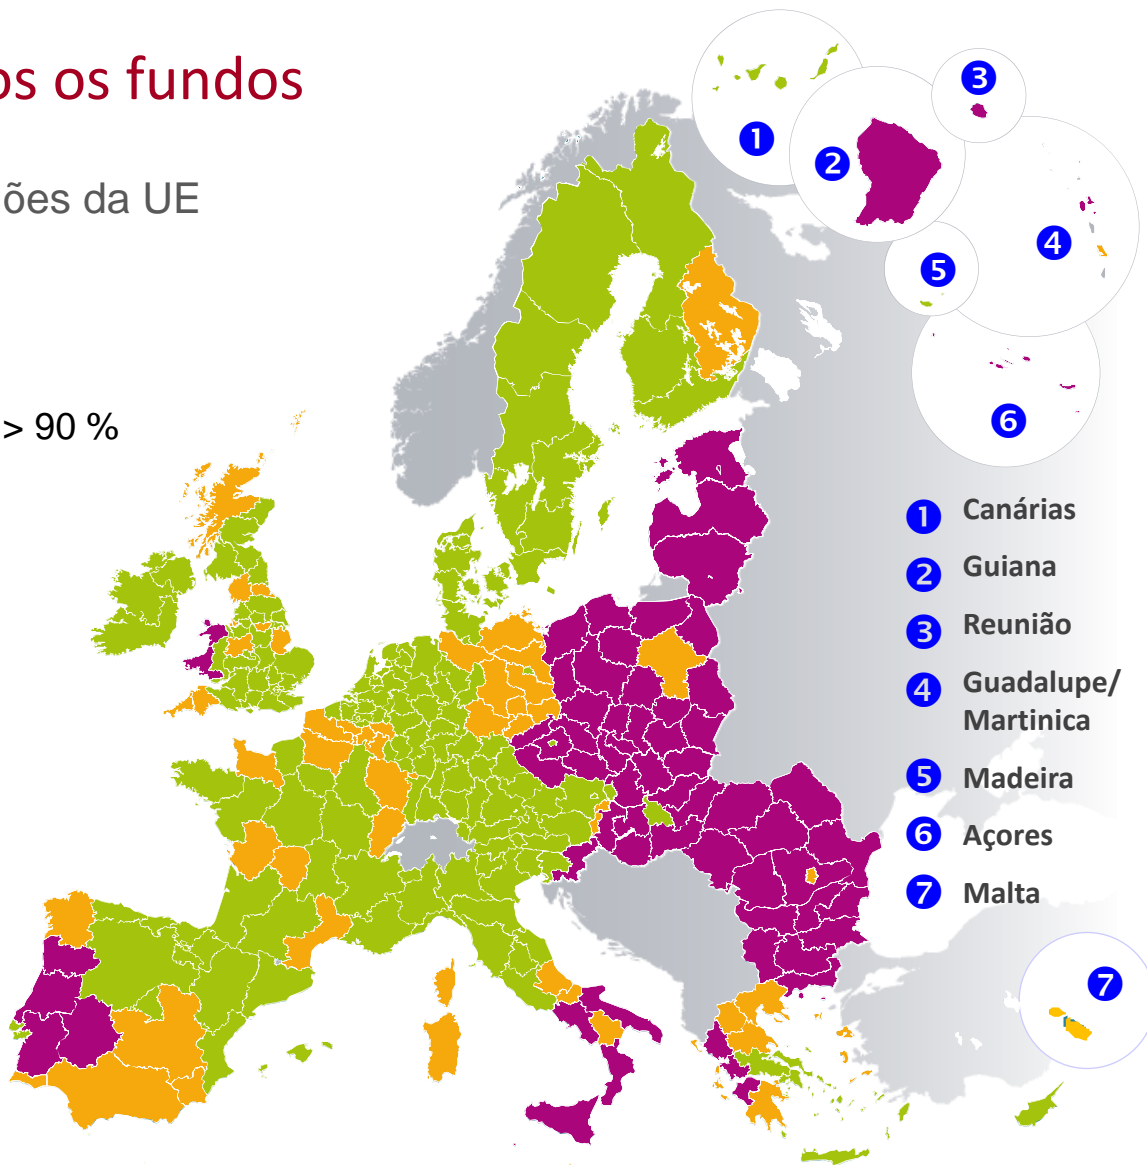 os os fundos
ões da UE
> 90 %
1
2
3
4
5
6
7
1 Canárias
2 Guiana
3 Reunião
4 Guadalupe/
Martinica
5 Madeira
6 Açores
7 Malta